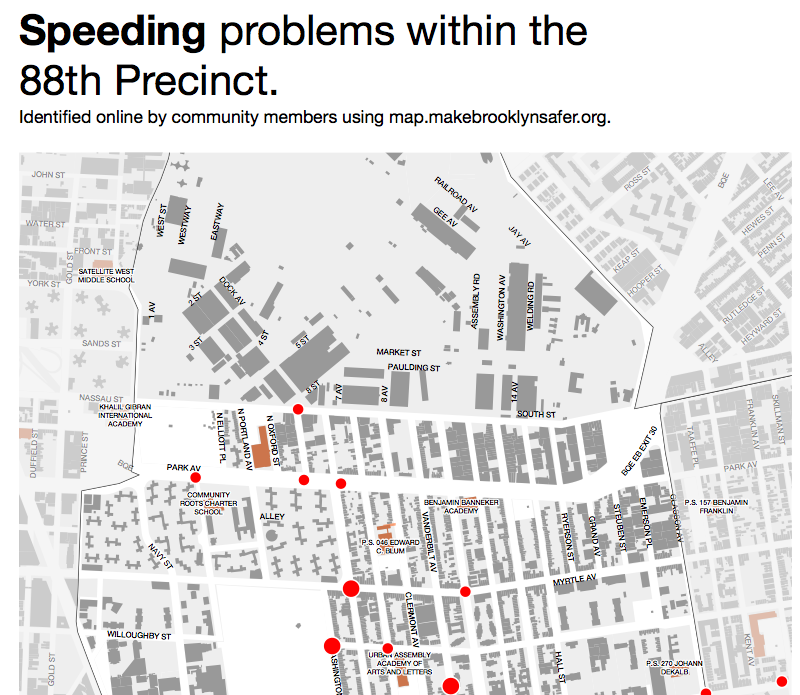 Speeding problems within the
88th Precinct.
Identified online by community members using map.makebrooklynsafer.org.
JOHN ST
WATER ST
FRONT ST
GOLD ST
SATELLITE WEST
MIDDLE SCHOOL
YORK ST
SANDS ST
NASSAU ST
KHALIL GIBRAN
INTERNATIONAL
ACADEMY
DUFFIELD ST
PRINCE ST
BQE
WEST ST
WESTWAY
EASTWAY
1 AV
2 ST
DOCK AV
3 ST
4 ST
5 ST
6 ST
7 AV
8 AV
MARKET ST
PAULDING ST
RAILROAD AV
GEE AV
JAY AV
ASSEMBLY RD
WASHINGTON AV
WELDING RD
14 AV
SOUTH ST
ROSS ST
BQE
LEE AV
HEWES ST
PENN ST
KEAP ST
HOOPER ST
RUTLEDGE ST
HEYWARD ST
ALLEY
N ELLIOTT PL
N PORTLAND AV
N OXFORD ST
BQE EB EXIT 30
TAAFFE PL
FRANKLIN AV
SKILLMAN ST
PARK AV
PARK AV
COMMUNITY
ROOTS CHARTER
SCHOOL
ALLEY
BENJAMIN BANNEKER
ACADEMY
P.S. 157 BENJAMIN
FRANKLIN
P.S. 046 EDWARD
C. BLUM
VANDERBILT AV
RYERSON ST
GRAND AV
STEUBEN ST
EMERSON PL
CLASSON AV
NAVY ST
MYRTLE AV
CLERMONT AV
WILLOUGHBY ST
GOLD ST
WASHINGTON
URBAN ASSEMBLY
ACADEMY OF
ARTS AND LETTERS
HALL ST
P.S. 270 JOHANN
DEKALB
KENT AV